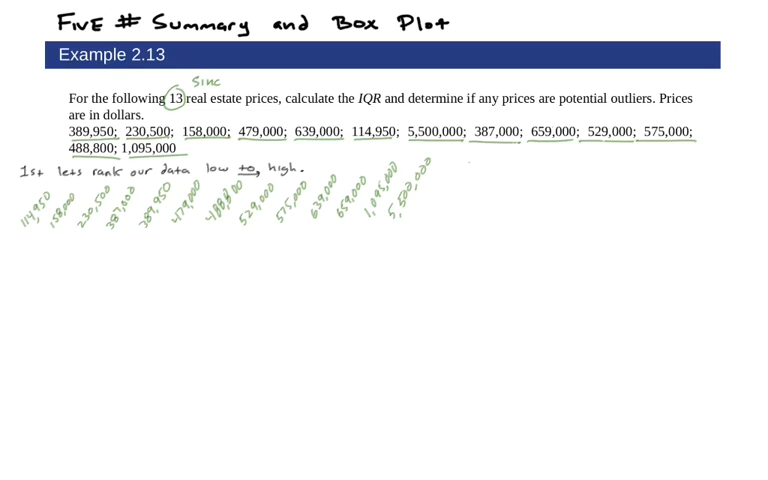 FIVE # Summary and Box Plot
Example 2.13
Sinc
For the following 13 real estate prices, calculate the IQR and determine if any prices are potential outliers. Prices
are in dollars.
389,950; 230,500; 158,000; 479,000; 639,000; 114,950; 5,500,000; 387,000; 659,000; 529,000; 575,000;
488,800; 1,095,000
1st lets rank our data low to, high.
114,950 158,000 230,500 387,000 389,950 479,000 488,800 529,000 575,000 639,000 659,000 1,095,000 5,500,000